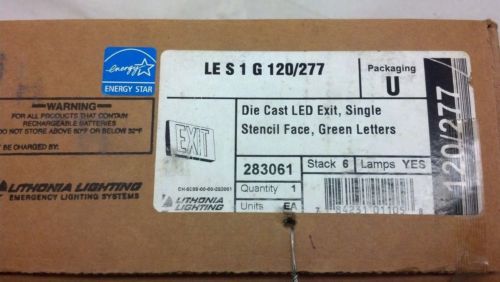 energy
ENERGY STAR
WARNING
FOR ALL PRODUCTS THAT CONTAIN
RECHARGEABLE BATTERIES
DO NOT STORE ABOVE 80°F OR BELOW 32°F
MUST BE CHARGED BY:
LITHONIA LIGHTING
EMERGENCY LIGHTING SYSTEMS
LE S 1 G 120/277
Packaging
U
Die Cast LED Exit, Single
Stencil Face, Green Letters
EXIT
283061
Stack 6
Lamps YES
Quantity 1
Units EA
LITHONIA
LIGHTING
120/277